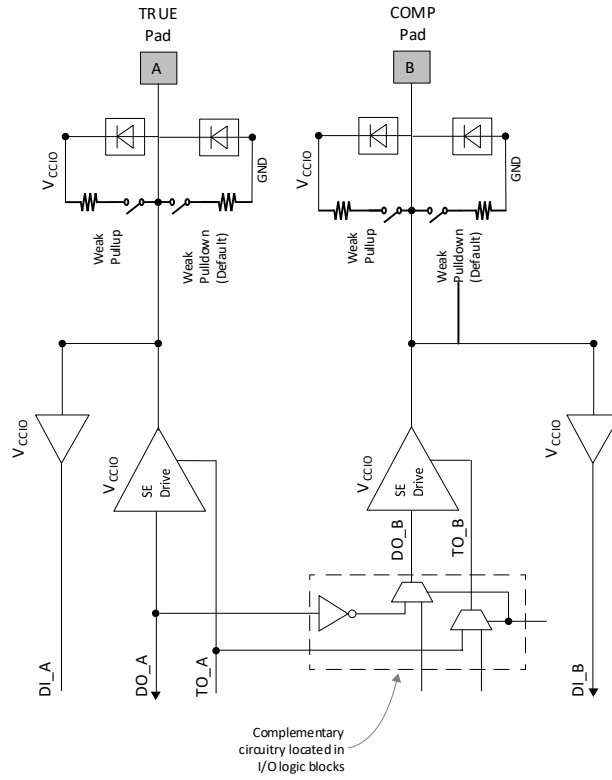 TRUE
Pad
COMP
Pad
A
B
VCCIO
GND
VCCIO
GND
Weak
Pullup
Weak
Pulldown
(Default)
Weak
Pullup
Weak
Pulldown
(Default)
VCCIO
VCCIO
SE
Drive
VCCIO
SE
Drive
VCCIO
DO_B
TO_B
DI_A
DO_A
TO_A
DI_B
Complementary
circuitry located in
I/O logic blocks